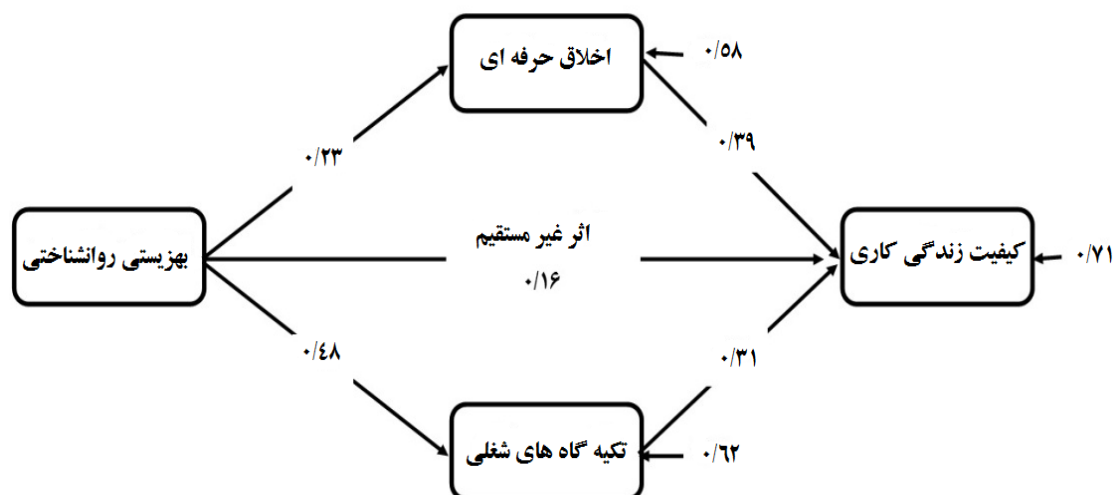 اخلاق حرفه ای
۰/۵۸
۰/۲۳
۰/۳۹
بهزیستی روانشناختی
اثر غیر مستقیم
۰/۱۶
کیفیت زندگی کاری
۰/۷۱
۰/۴۸
۰/۳۱
تکیه گاه های شغلی
۰/۶۲